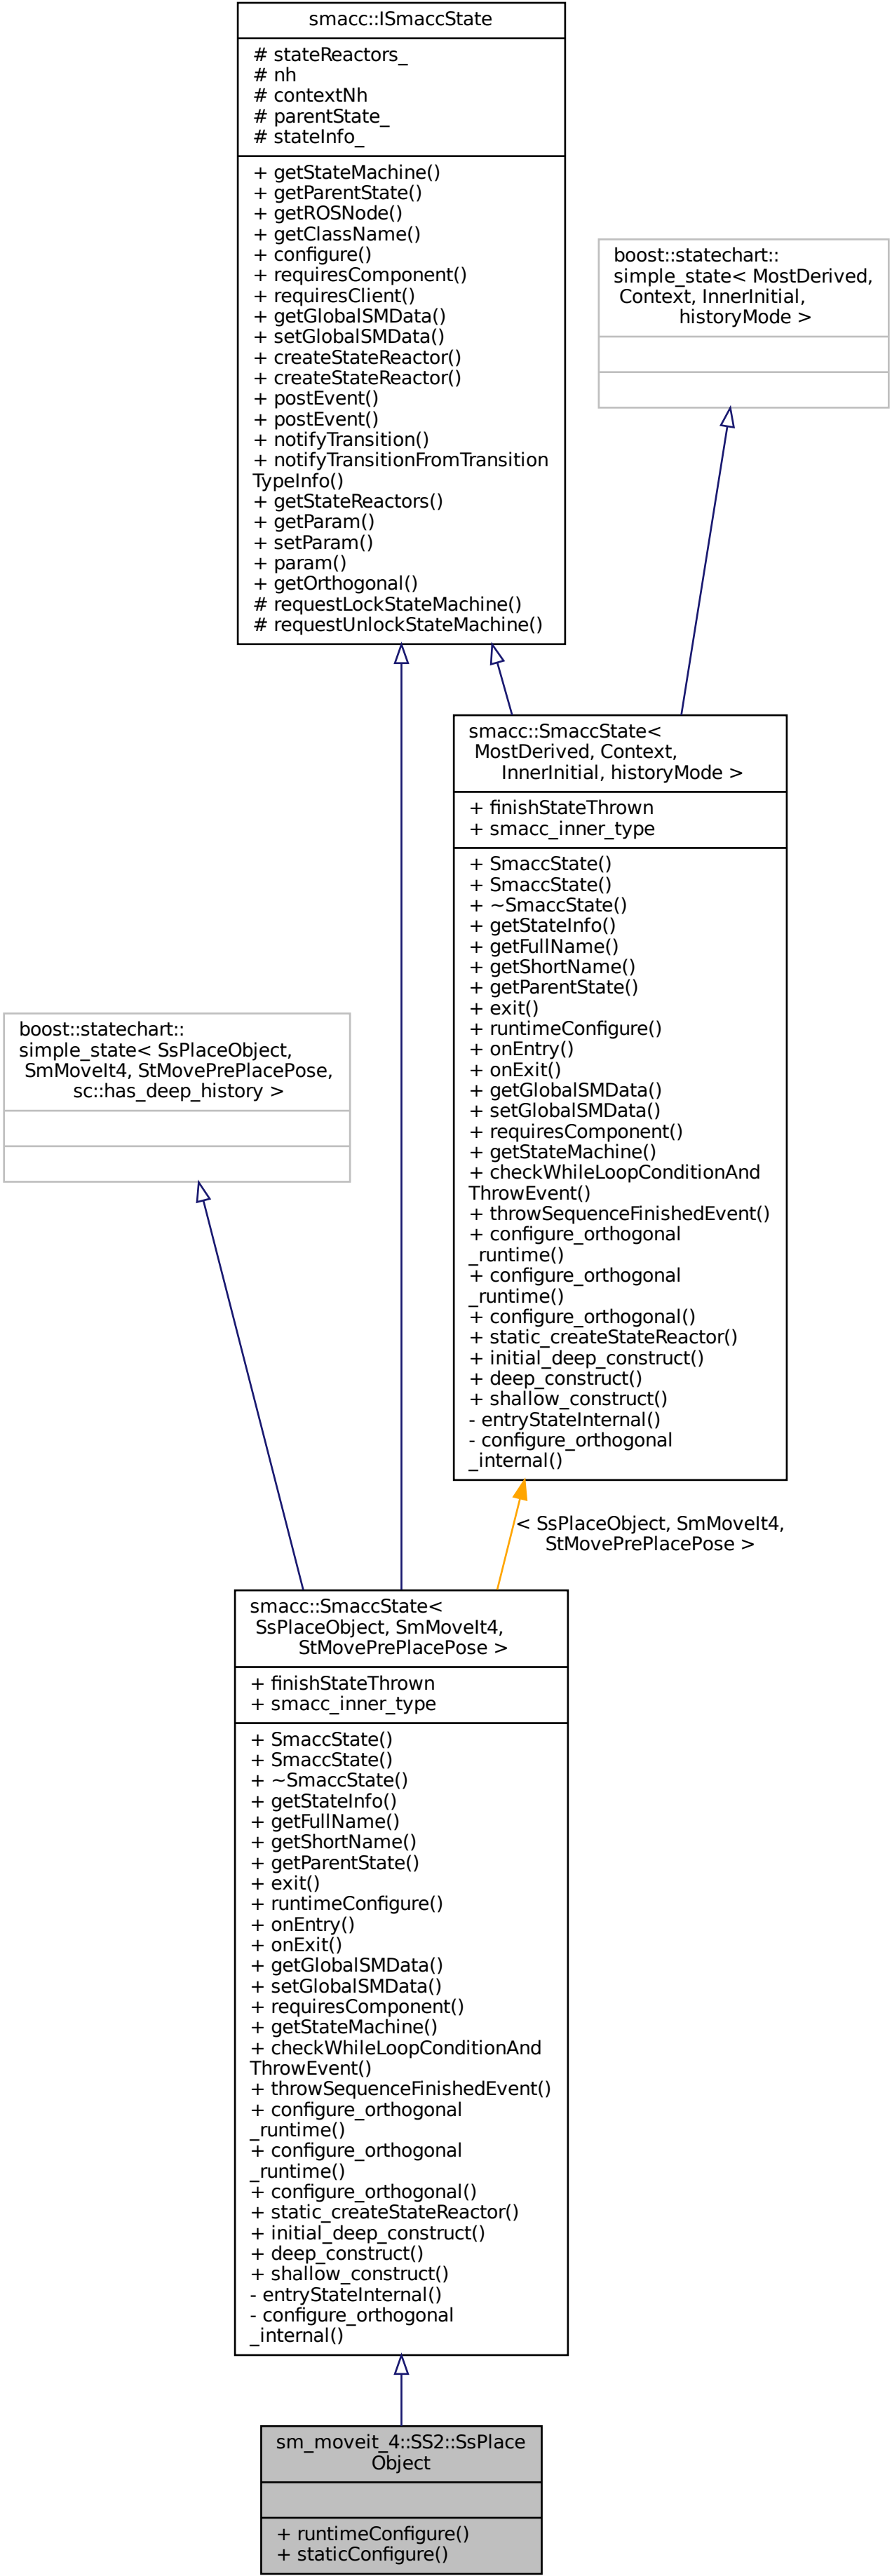 smacc::ISmaccState
# stateReactors_
# nh
# contextNh
# parentState_
# stateInfo_
+ getStateMachine()
+ getParentState()
+ getROSNode()
+ getClassName()
+ configure()
+ requiresComponent()
+ requiresClient()
+ getGlobalSMData()
+ setGlobalSMData()
+ createStateReactor()
+ createStateReactor()
+ postEvent()
+ postEvent()
+ notifyTransition()
+ notifyTransitionFromTransition
TypeInfo()
+ getStateReactors()
+ getParam()
+ setParam()
+ param()
+ getOrthogonal()
# requestLockStateMachine()
# requestUnlockStateMachine()
boost::statechart::
simple_state< MostDerived,
Context, InnerInitial,
historyMode >
smacc::SmaccState<
MostDerived, Context,
InnerInitial, historyMode >
+ finishStateThrown
+ smacc_inner_type
+ SmaccState()
+ SmaccState()
+ ~SmaccState()
+ getStateInfo()
+ getFullName()
+ getShortName()
+ getParentState()
+ exit()
+ runtimeConfigure()
+ onEntry()
+ onExit()
+ getGlobalSMData()
+ setGlobalSMData()
+ requiresComponent()
+ getStateMachine()
+ checkWhileLoopConditionAnd
ThrowEvent()
+ throwSequenceFinishedEvent()
+ configure_orthogonal
_runtime()
+ configure_orthogonal
_runtime()
+ configure_orthogonal()
+ static_createStateReactor()
+ initial_deep_construct()
+ deep_construct()
+ shallow_construct()
- entryStateInternal()
- configure_orthogonal
_internal()
boost::statechart::
simple_state< SsPlaceObject,
SmMoveIt4, StMovePrePlacePose,
sc::has_deep_history >
< SsPlaceObject, SmMoveIt4,
StMovePrePlacePose >
smacc::SmaccState<
SsPlaceObject, SmMoveIt4,
StMovePrePlacePose >
+ finishStateThrown
+ smacc_inner_type
+ SmaccState()
+ SmaccState()
+ ~SmaccState()
+ getStateInfo()
+ getFullName()
+ getShortName()
+ getParentState()
+ exit()
+ runtimeConfigure()
+ onEntry()
+ onExit()
+ getGlobalSMData()
+ setGlobalSMData()
+ requiresComponent()
+ getStateMachine()
+ checkWhileLoopConditionAnd
ThrowEvent()
+ throwSequenceFinishedEvent()
+ configure_orthogonal
_runtime()
+ configure_orthogonal
_runtime()
+ configure_orthogonal()
+ static_createStateReactor()
+ initial_deep_construct()
+ deep_construct()
+ shallow_construct()
- entryStateInternal()
- configure_orthogonal
_internal()
sm_moveit_4::SS2::SsPlace
Object
+ runtimeConfigure()
+ staticConfigure()